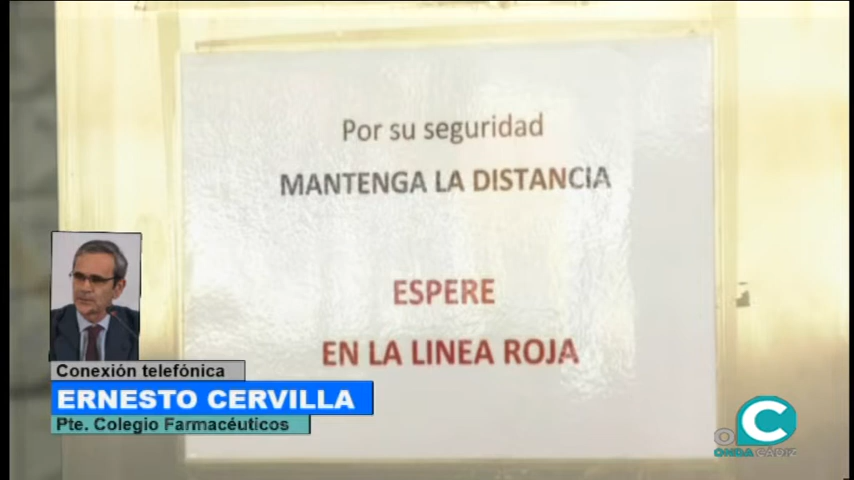 Por su seguridad
MANTENGA LA DISTANCIA
ESPERE
EN LA LINEA ROJA
Conexión telefónica
ERNESTO CERVILLA
Pte. Colegio Farmacéuticos
ONDA CÁDIZ